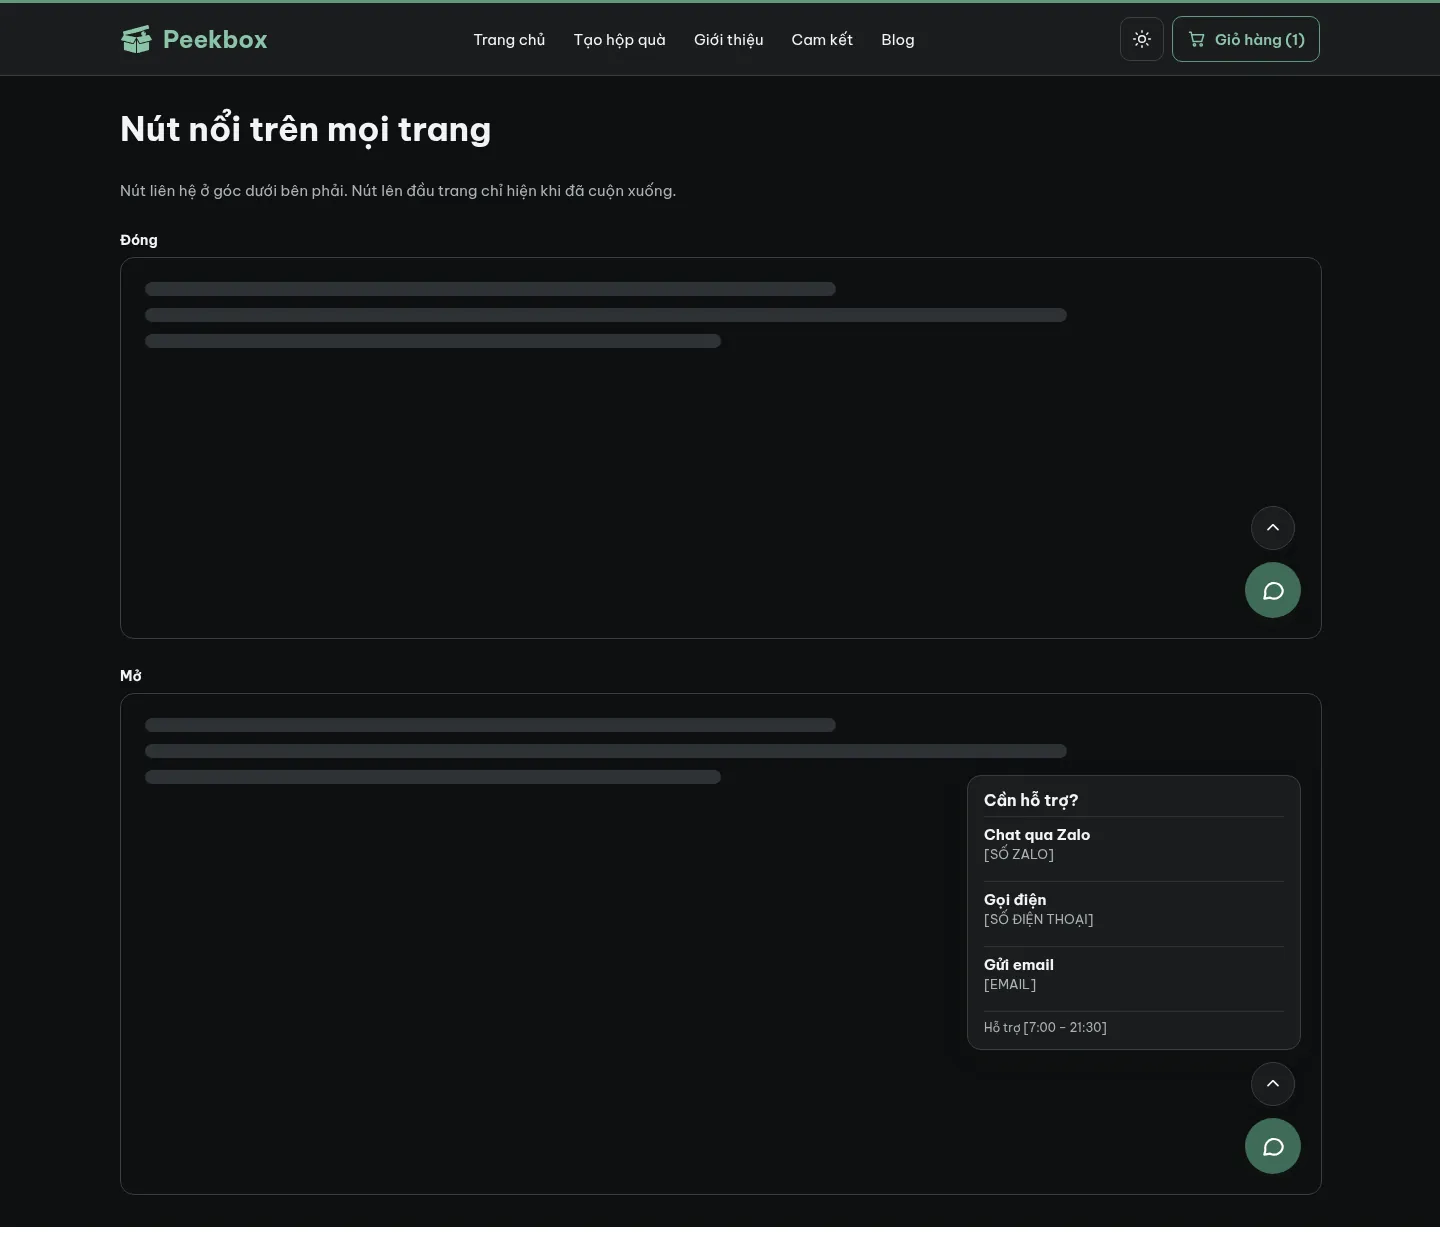 Peekbox
Trang chủ
Tạo hộp quà
Giới thiệu
Cam kết
Blog
Giỏ hàng (1)
Nút nổi trên mọi trang
Nút liên hệ ở góc dưới bên phải. Nút lên đầu trang chỉ hiện khi đã cuộn xuống.
Đóng
Mở
Cần hỗ trợ?
Chat qua Zalo
[SỐ ZALO]
Gọi điện
[SỐ ĐIỆN THOẠI]
Gửi email
[EMAIL]
Hỗ trợ [7:00 – 21:30]